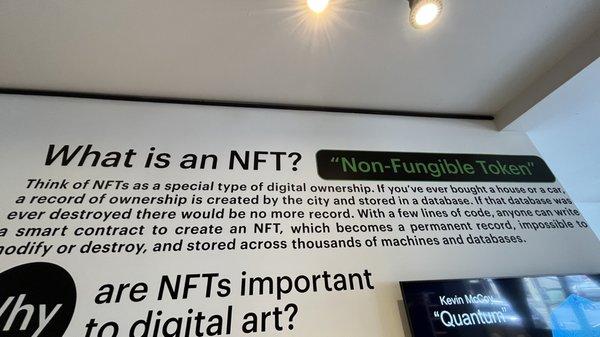 What is an NFT? "Non-Fungible Token"
Think of NFTs as a special type of digital ownership. If you've ever bought a house or a car,
a record of ownership is created by the city and stored in a database. If that database was
ever destroyed there would be no more record. With a few lines of code, anyone can write
a smart contract to create an NFT, which becomes a permanent record, impossible to
modify or destroy, and stored across thousands of machines and databases.
Why are NFTs important
to digital art?
Kevin McCoy
"Quantum"